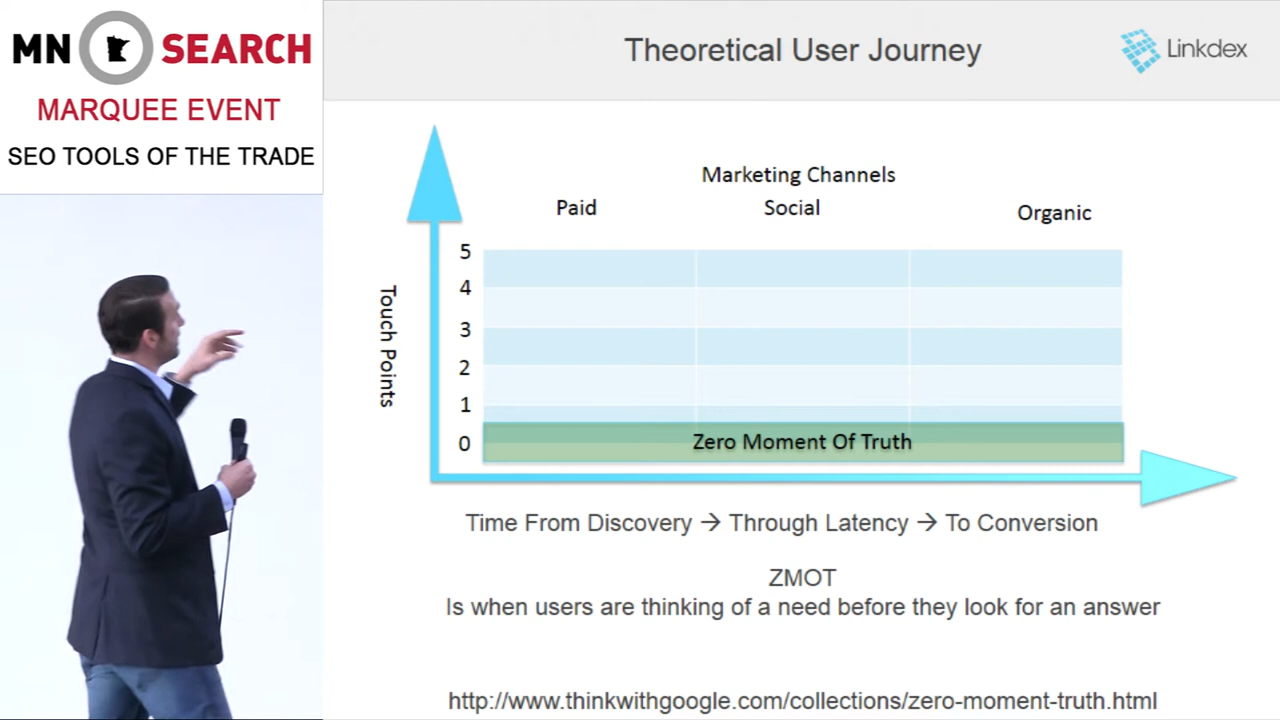 MN SEARCH
MARQUEE EVENT
SEO TOOLS OF THE TRADE
Theoretical User Journey
Linkdex
Marketing Channels
Paid
Social
Organic
Touch Points
5
4
3
2
1
0
Zero Moment Of Truth
Time From Discovery → Through Latency → To Conversion
ZMOT
Is when users are thinking of a need before they look for an answer
http://www.thinkwithgoogle.com/collections/zero-moment-truth.html